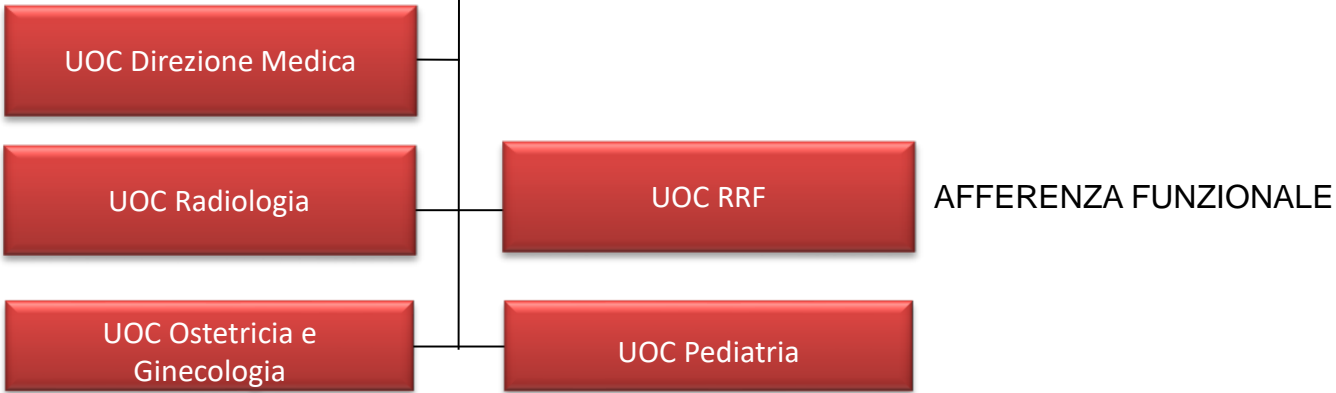 UOC Direzione Medica
UOC Radiologia
UOC RRF
AFFERENZA FUNZIONALE
UOC Ostetricia e
Ginecologia
UOC Pediatria